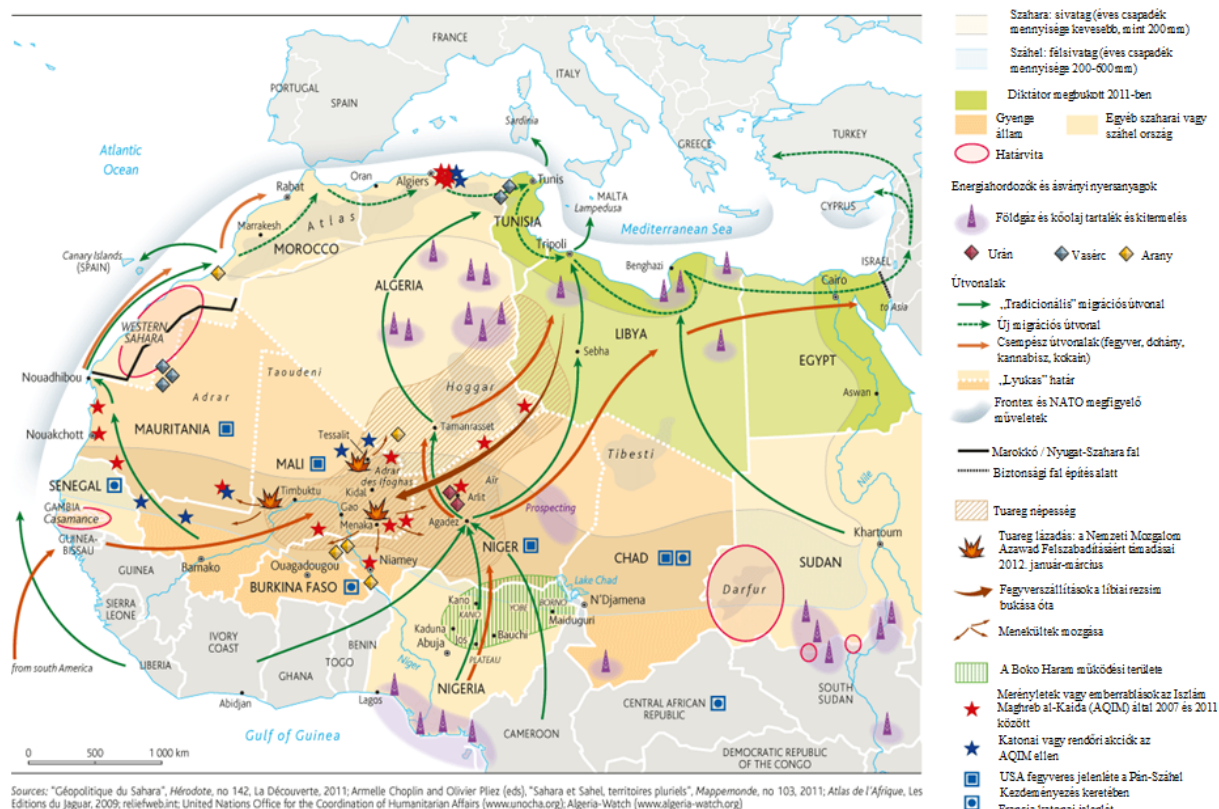 FRANCE
ITALY
PORTUGAL
SPAIN
Sardinia
TURKEY
GREECE
Atlantic
Ocean
Oran
Algiers
Tunis
Rabat
MALTA
Lampedusa
CYPRUS
Atlas
TUNISIA
Mediterranean Sea
Marrakesh
MOROCCO
Tripoli
Canary Islands
(SPAIN)
Benghazi
ISRAEL
Cairo
to Asia
ALGERIA
WESTERN
SAHARA
LIBYA
Sebha
EGYPT
Nouadhibou
Taoudeni
Hoggar
Adrar
Aswan
Nouakchott
MAURITANIA
Tamanrasset
Tessalit
Tibesti
MALI
Adrar
des Ifoghas
Aïr
Nile
SENEGAL
Timbuktu
Kidal
Arlit
GAMBIA
Casamance
Gao
Menaka
Agadez
Prospecting
Khartoum
GUINEA-
BISSAU
NIGER
CHAD
SUDAN
GUINEA
Bamako
Ouagadougou
Niamey
BURKINA FASO
Lake Chad
Darfur
SIERRA
LEONE
Kano
KANO
YOBE
BORNO
N'Djamena
Maiduguri
IVORY
COAST
BENIN
Kaduna
Abuja
JOS
Bauchi
PLATEAU
TOGO
Niger
from south America
LIBERIA
GHANA
NIGERIA
Abidjan
Lagos
CENTRAL AFRICAN
REPUBLIC
SOUTH
SUDAN
Gulf of Guinea
CAMEROON
DEMOCRATIC REPUBLIC
OF THE CONGO
0 500 1 000 km
Sources: "Géopolitique du Sahara", Hérodote, no 142, La Découverte, 2011; Armelle Choplin and Olivier Pliez (eds), "Sahara et Sahel, territoires pluriels", Mappemonde, no 103, 2011; Atlas de l'Afrique, Les
Editions du Jaguar, 2009; reliefweb.int; United Nations Office for the Coordination of Humanitarian Affairs (www.unocha.org); Algeria-Watch (www.algeria-watch.org)
Szahara: sivatag (éves csapadék
mennyisége kevesebb, mint 200mm)
Száhel: félsivatag (éves csapadék
mennyisége 200-600mm)
Diktátor megbukott 2011-ben
Gyenge
állam
Egyéb szaharai vagy
száhel ország
Határvita
Energiahordozók és ásványi nyersanyagok
Földgáz és kőolaj tartalék és kitermelés
Urán
Vasérc
Arany
Útvonalak
„Tradicionális” migrációs útvonal
Új migrációs útvonal
Csempész útvonalak (fegyver, dohány,
kannabisz, kokain)
„Lyukas” határ
Frontex és NATO megfigyelő
műveletek
Marokkó / Nyugat-Szahara fal
Biztonsági fal építés alatt
Tuareg népesség
Tuareg lázadás: a Nemzeti Mozgalom
Azawad Felszabadításáért támadásai
2012. január-március
Fegyverszállítások a líbiai rezsim
bukása óta
Menekültek mozgása
A Boko Haram működési területe
Merényletek vagy emberrablások az Iszlám
Maghreb al-Kaida (AQIM) által 2007 és 2011
között
Katonai vagy rendőri akciók az
AQIM ellen
USA fegyveres jelenléte a Pán-Száhel
Kezdeményezés keretében
Francia katonai jelenlét